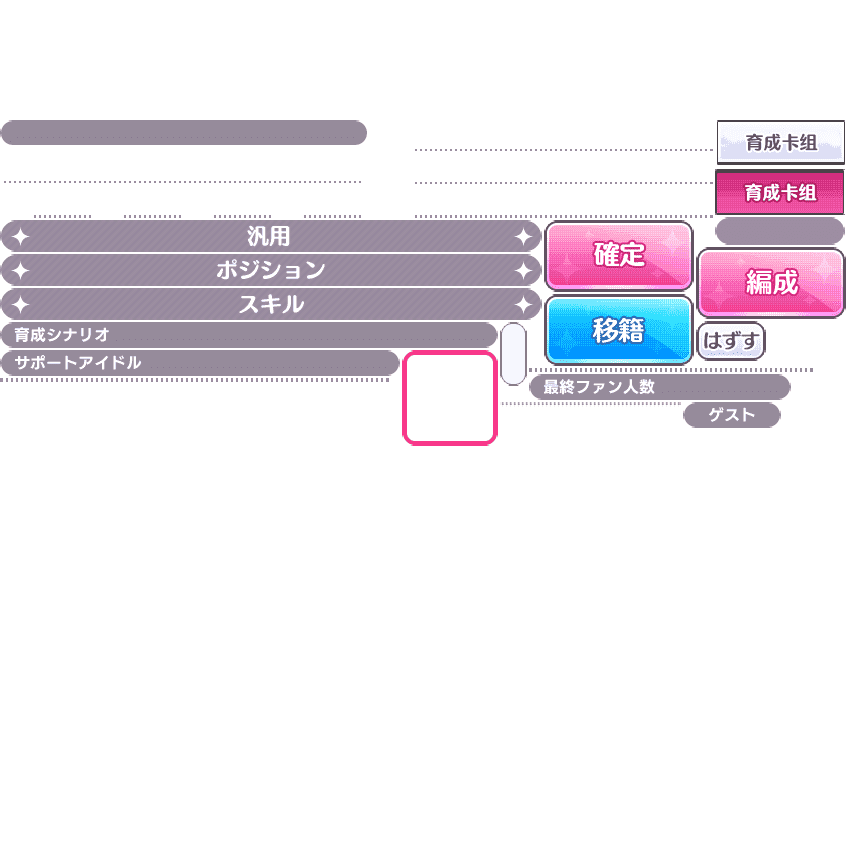 育成卡组
育成卡组
汎用
確定
ポジション
編成
スキル
移籍
育成シナリオ
はずす
サポートアイドル
最終ファン人数
ゲスト